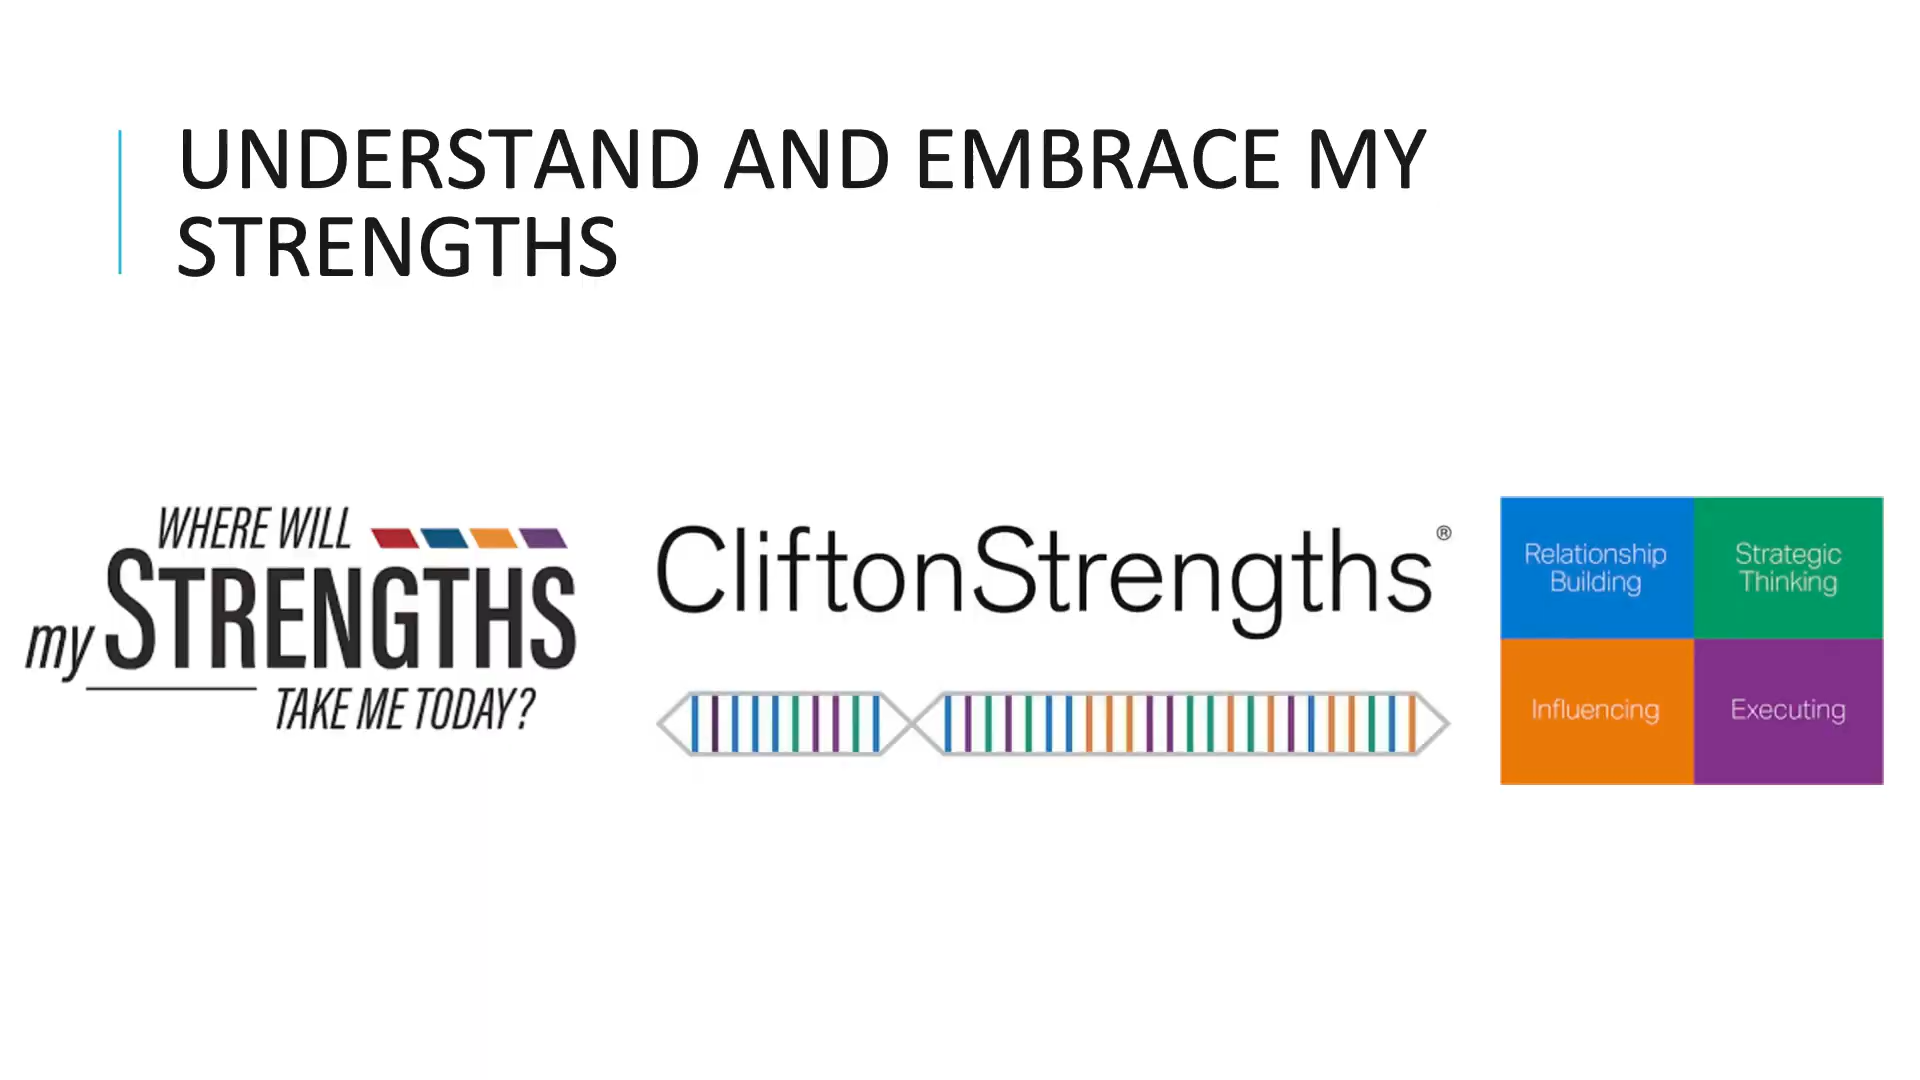 UNDERSTAND AND EMBRACE MY
STRENGTHS
WHERE WILL
my STRENGTHS
TAKE ME TODAY?
CliftonStrengths®
Relationship
Building
Strategic
Thinking
Influencing
Executing